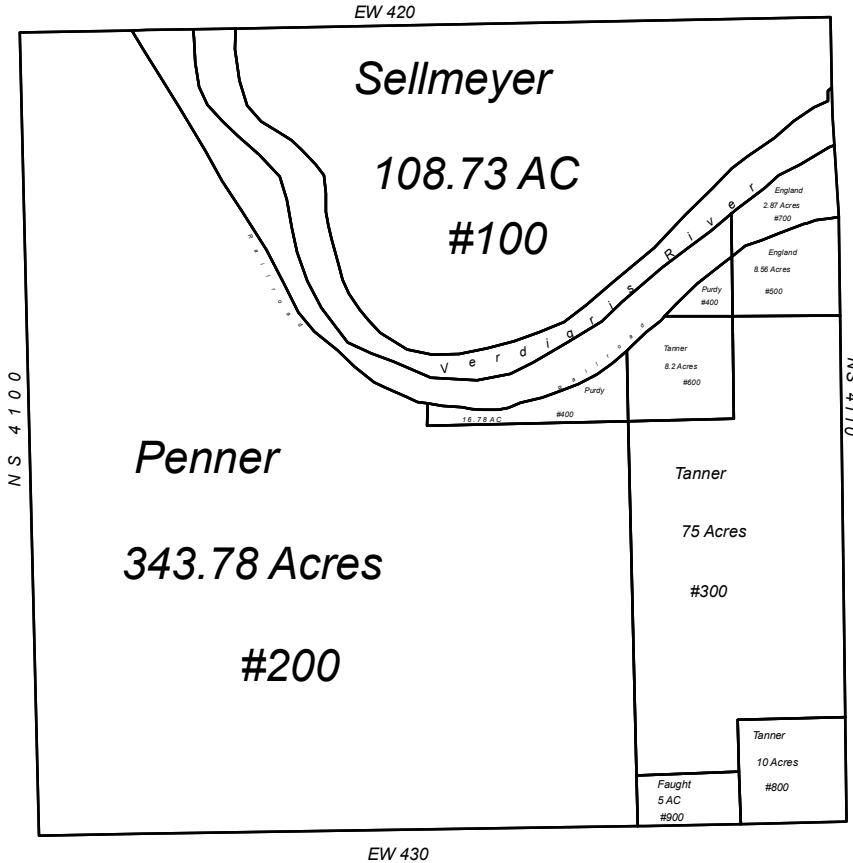 EW 420
Sellmeyer
108.73 AC
#100
England
2.87 Acres
#700
Verdigris River
England
8.56 Acres
#500
Railroad
Purdy
#400
Railroad
Tanner
8.2 Acres
#600
Purdy
#400
16.78 AC
NS 4100
NS 4110
Penner
343.78 Acres
#200
Tanner
75 Acres
#300
Tanner
10 Acres
#800
Faught
5 AC
#900
EW 430